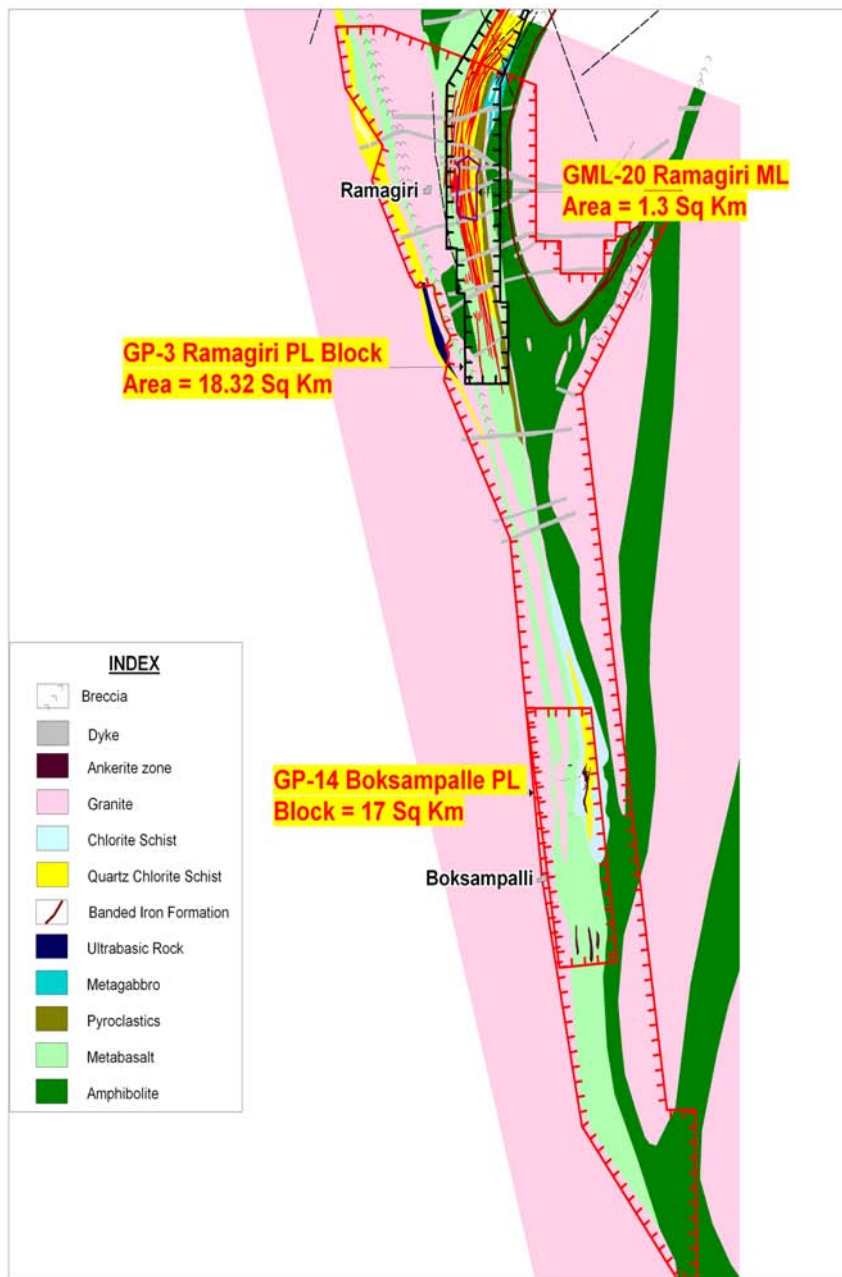 Ramagiri
GML-20 Ramagiri ML
Area = 1.3 Sq Km
GP-3 Ramagiri PL Block
Area = 18.32 Sq Km
GP-14 Boksampalle PL
Block = 17 Sq Km
Boksampalli
INDEX
Breccia
Dyke
Ankerite zone
Granite
Chlorite Schist
Quartz Chlorite Schist
Banded Iron Formation
Ultrabasic Rock
Metagabbro
Pyroclastics
Metabasalt
Amphibolite